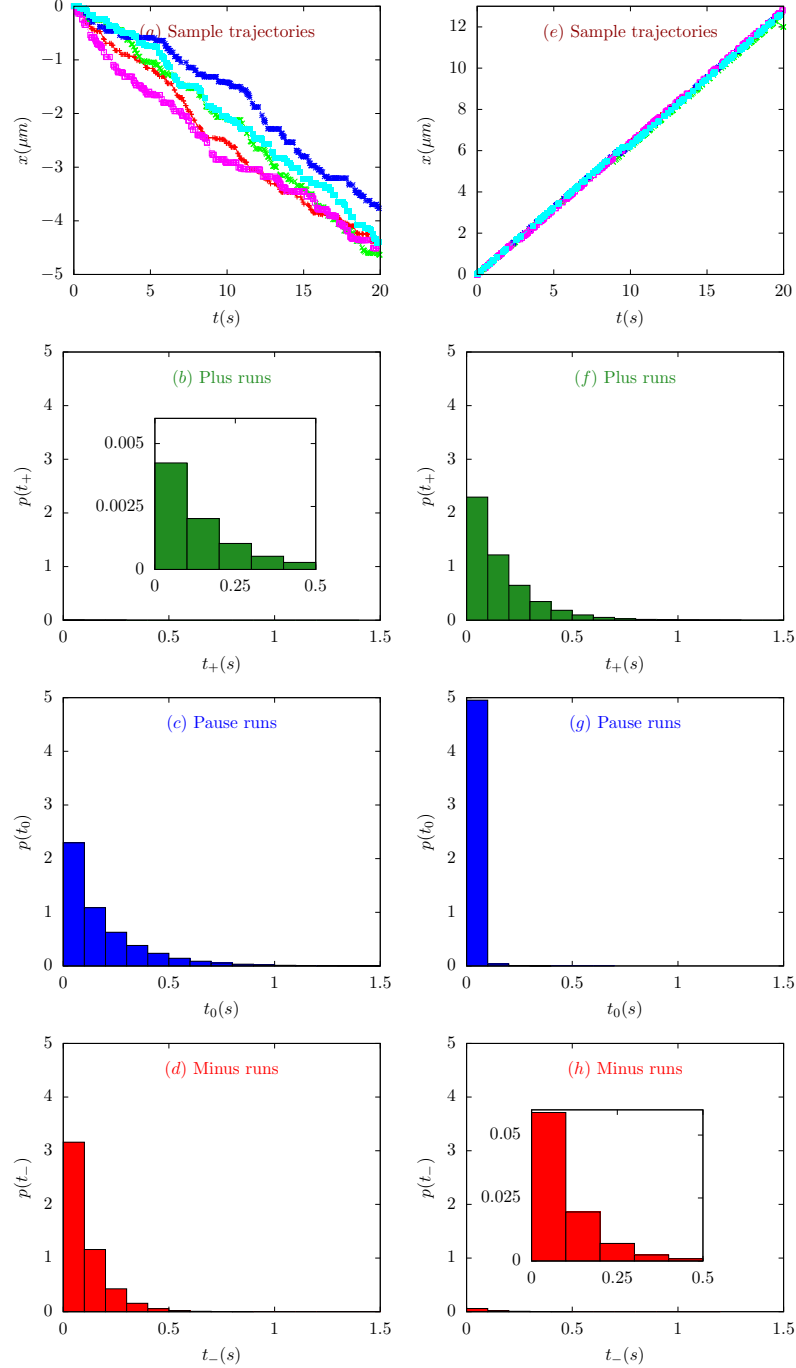 (a) Sample trajectories
x(μm)
0
−1
−2
−3
−4
−5
0 5 10 15 20
t(s)
(e) Sample trajectories
x(μm)
12
10
8
6
4
2
0
0 5 10 15 20
t(s)
(b) Plus runs
p(t₊)
5
4
3
2
1
0
0 0.5 1 1.5
t₊(s)
0.005
0.0025
0
0 0.25 0.5
(f) Plus runs
p(t₊)
5
4
3
2
1
0
0 0.5 1 1.5
t₊(s)
(c) Pause runs
p(t₀)
5
4
3
2
1
0
0 0.5 1 1.5
t₀(s)
(g) Pause runs
p(t₀)
5
4
3
2
1
0
0 0.5 1 1.5
t₀(s)
(d) Minus runs
p(t₋)
5
4
3
2
1
0
0 0.5 1 1.5
t₋(s)
(h) Minus runs
p(t₋)
5
4
3
2
1
0
0 0.5 1 1.5
t₋(s)
0.05
0.025
0
0 0.25 0.5